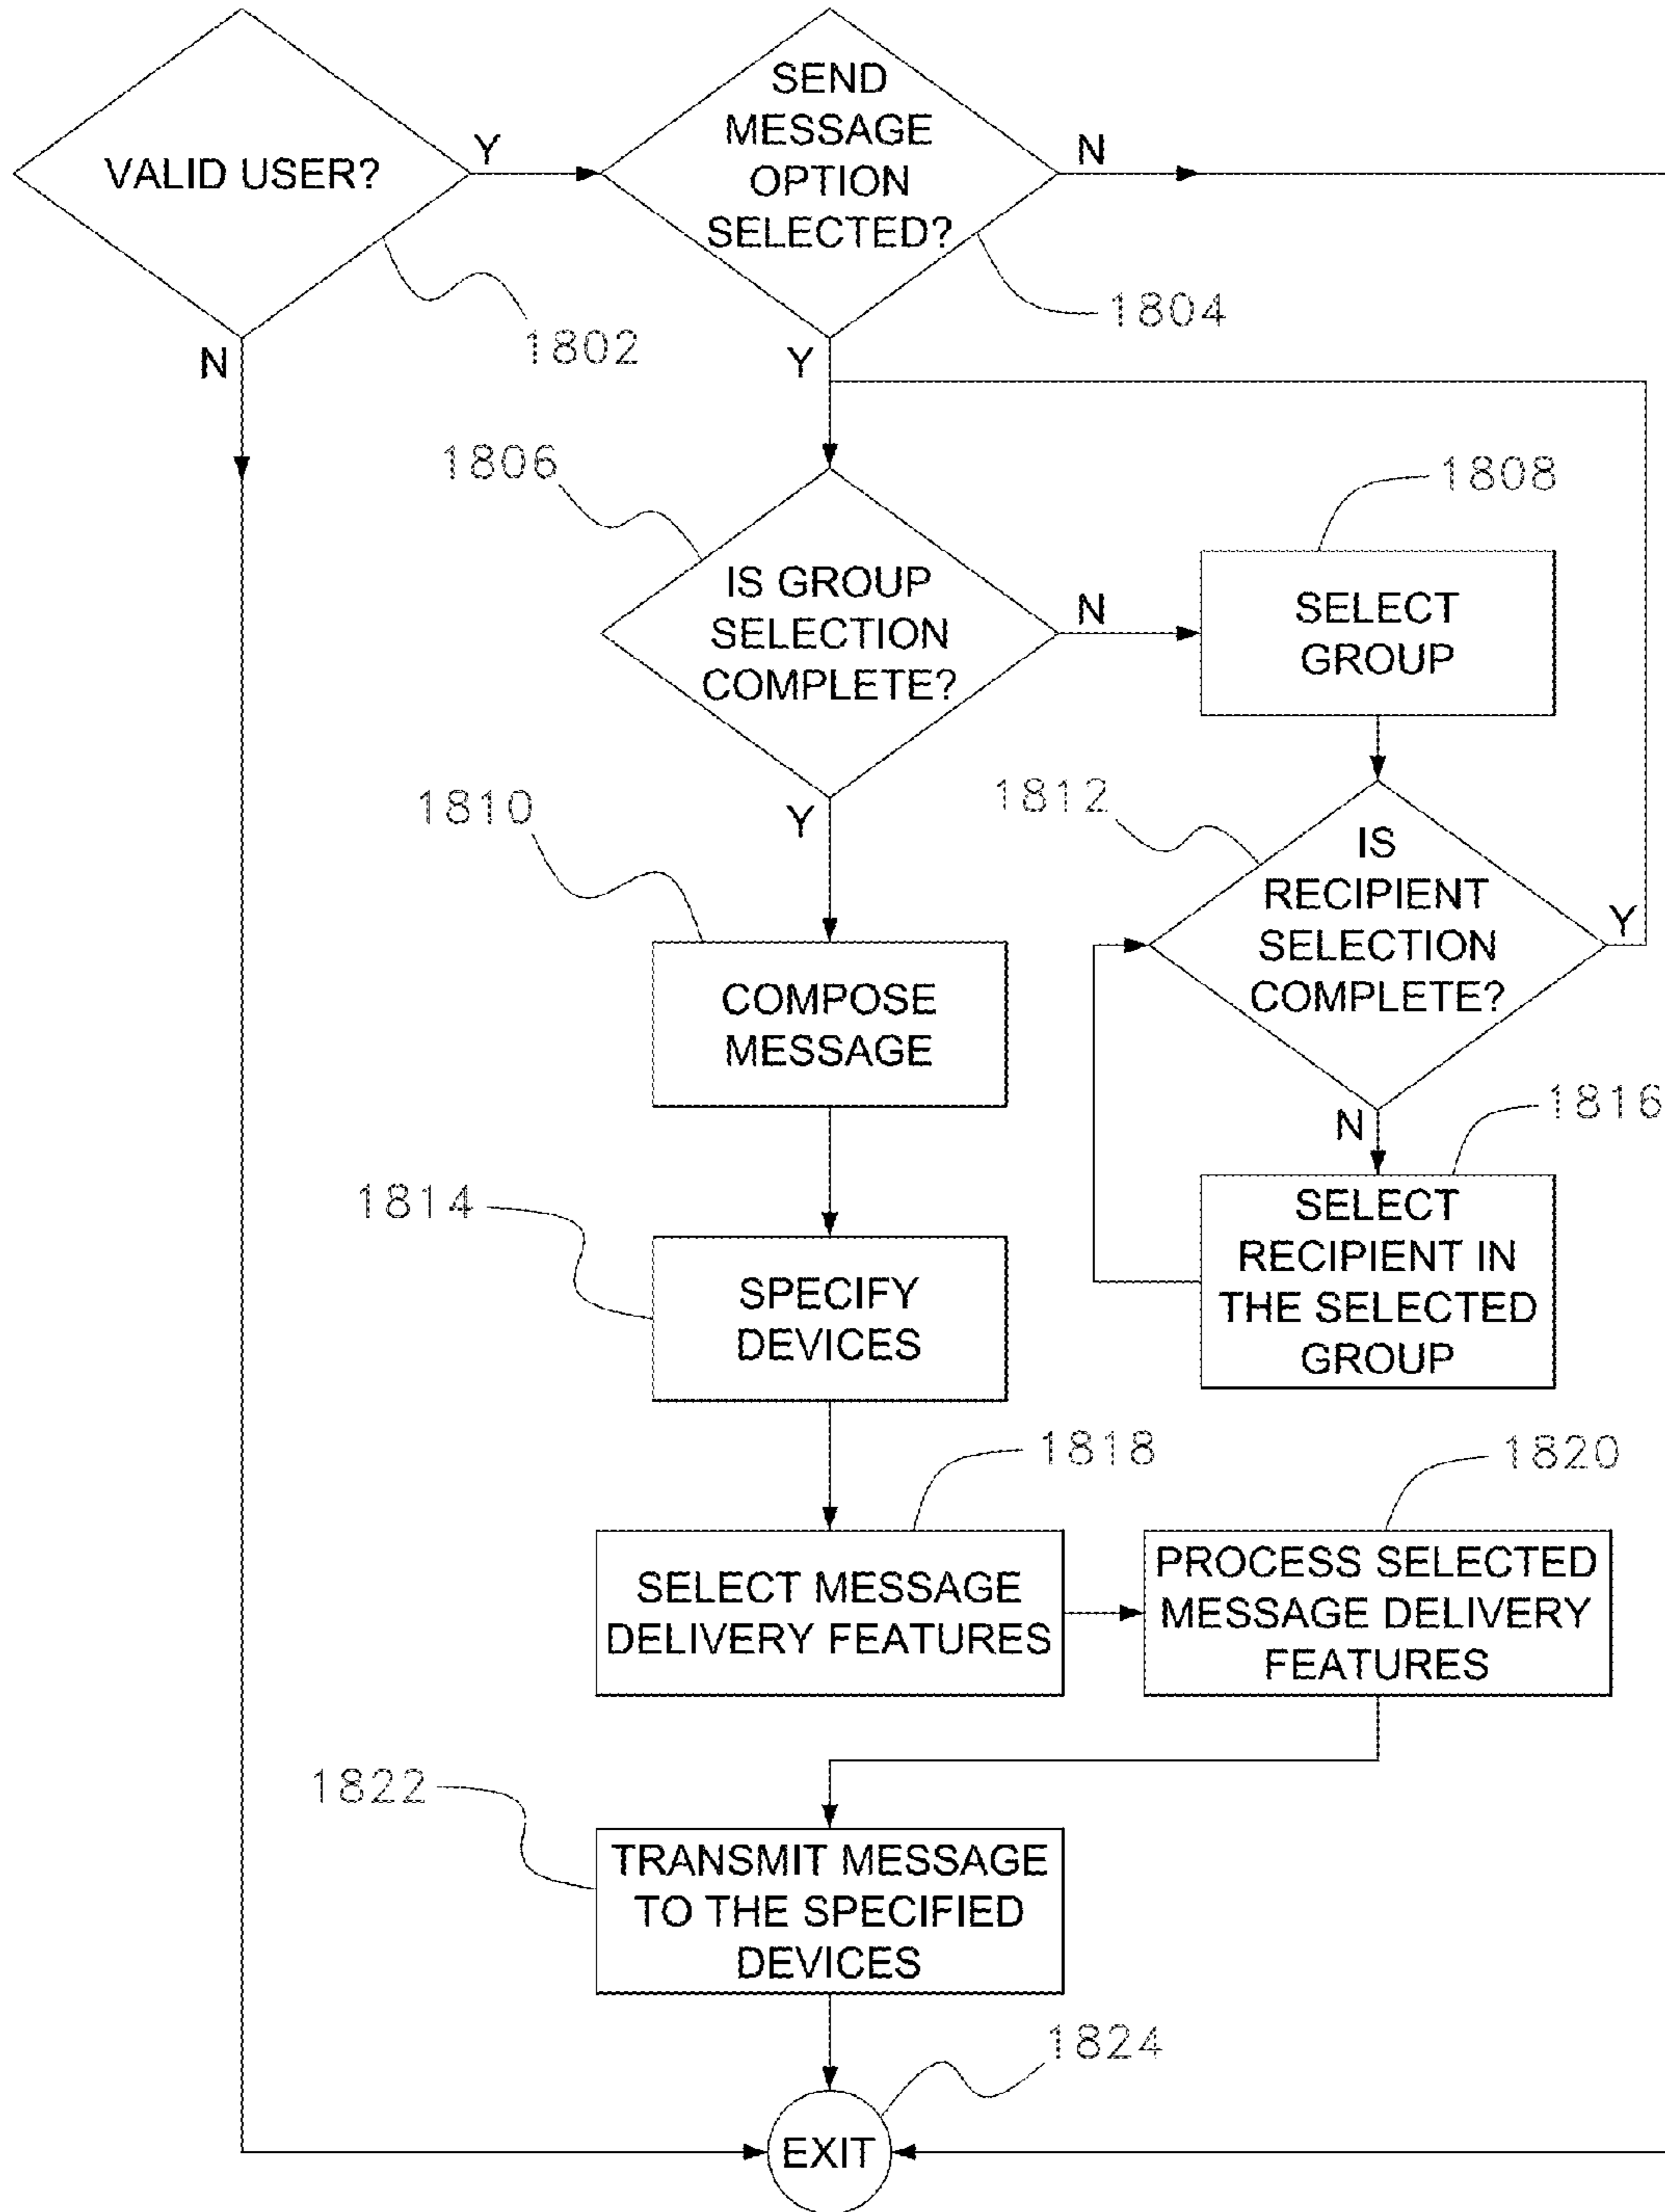 VALID USER?
Y
N
1802
SEND
MESSAGE
OPTION
SELECTED?
N
1804
Y
1806
IS GROUP
SELECTION
COMPLETE?
N
Y
1808
SELECT
GROUP
1812
IS
RECIPIENT
SELECTION
COMPLETE?
Y
N
1816
SELECT
RECIPIENT IN
THE SELECTED
GROUP
1810
COMPOSE
MESSAGE
1814
SPECIFY
DEVICES
1818
SELECT MESSAGE
DELIVERY FEATURES
1820
PROCESS SELECTED
MESSAGE DELIVERY
FEATURES
1822
TRANSMIT MESSAGE
TO THE SPECIFIED
DEVICES
1824
EXIT